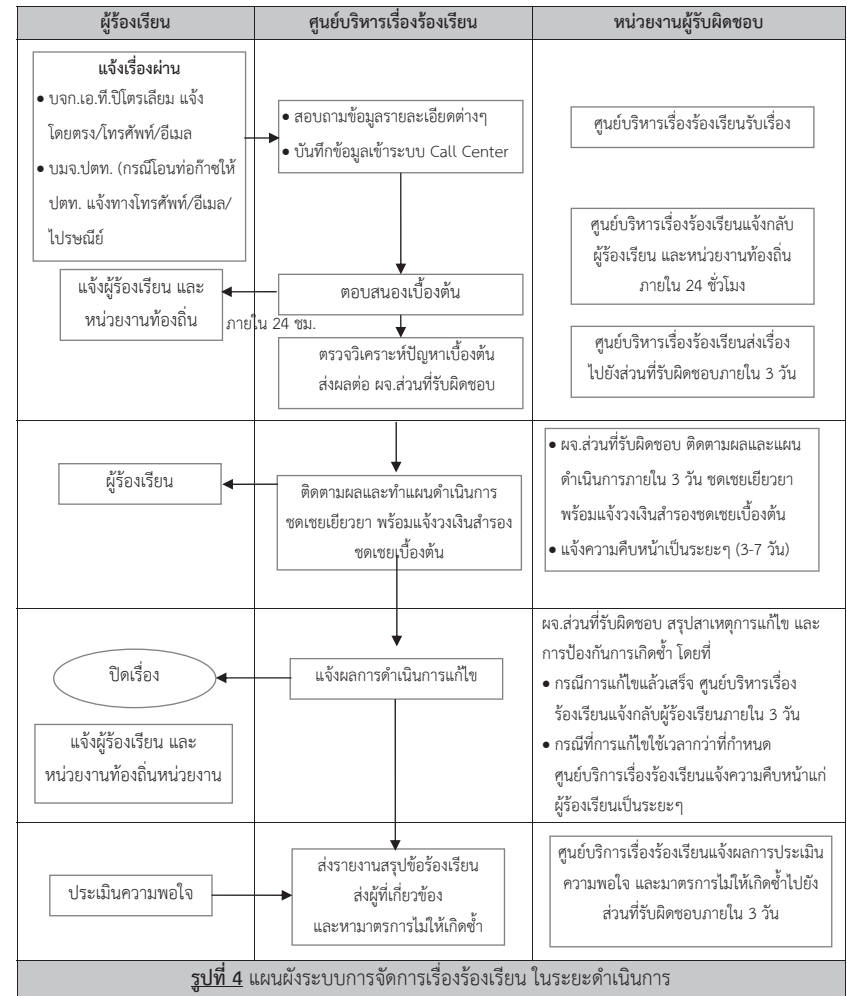 ผู้ร้องเรียน
ศูนย์บริหารเรื่องร้องเรียน
หน่วยงานผู้รับผิดชอบ
แจ้งเรื่องผ่าน
● บจก.เอ.ที.ปิโตรเลียม แจ้ง
โดยตรง/โทรศัพท์/อีเมล
● บมจ.ปตท. (กรณีโอนท่อก๊าซให้
ปตท. แจ้งทางโทรศัพท์/อีเมล/
ไปรษณีย์
● สอบถามข้อมูลรายละเอียดต่างๆ
● บันทึกข้อมูลเข้าระบบ Call Center
ศูนย์บริหารเรื่องร้องเรียนรับเรื่อง
ศูนย์บริหารเรื่องร้องเรียนแจ้งกลับ
ผู้ร้องเรียน และหน่วยงานท้องถิ่น
ภายใน 24 ชั่วโมง
แจ้งผู้ร้องเรียน และ
หน่วยงานท้องถิ่น
ภายใน 24 ชม.
ตอบสนองเบื้องต้น
ตรวจวิเคราะห์ปัญหาเบื้องต้น
ส่งผลต่อ ผจ.ส่วนที่รับผิดชอบ
ศูนย์บริหารเรื่องร้องเรียนส่งเรื่อง
ไปยังส่วนที่รับผิดชอบภายใน 3 วัน
ผู้ร้องเรียน
ติดตามผลและทำแผนดำเนินการ
ชดเชยเยียวยา พร้อมแจ้งวงเงินสำรอง
ชดเชยเบื้องต้น
● ผจ.ส่วนที่รับผิดชอบ ติดตามผลและแผน
ดำเนินการภายใน 3 วัน ชดเชยเยียวยา
พร้อมแจ้งวงเงินสำรองชดเชยเบื้องต้น
● แจ้งความคืบหน้าเป็นระยะๆ (3-7 วัน)
ปิดเรื่อง
แจ้งผู้ร้องเรียน และ
หน่วยงานท้องถิ่นหน่วยงาน
แจ้งผลการดำเนินการแก้ไข
ผจ.ส่วนที่รับผิดชอบ สรุปสาเหตุการแก้ไข และ
การป้องกันการเกิดซ้ำ โดยที่
● กรณีการแก้ไขแล้วเสร็จ ศูนย์บริหารเรื่อง
ร้องเรียนแจ้งกลับผู้ร้องเรียนภายใน 3 วัน
● กรณีที่การแก้ไขใช้เวลากว่าที่กำหนด
ศูนย์บริการเรื่องร้องเรียนแจ้งความคืบหน้าแก่
ผู้ร้องเรียนเป็นระยะๆ
ประเมินความพอใจ
ส่งรายงานสรุปข้อร้องเรียน
ส่งผู้ที่เกี่ยวข้อง
และหามาตรการไม่ให้เกิดซ้ำ
ศูนย์บริการเรื่องร้องเรียนแจ้งผลการประเมิน
ความพอใจ และมาตรการไม่ให้เกิดซ้ำไปยัง
ส่วนที่รับผิดชอบภายใน 3 วัน
รูปที่ 4 แผนผังระบบการจัดการเรื่องร้องเรียน ในระยะดำเนินการ